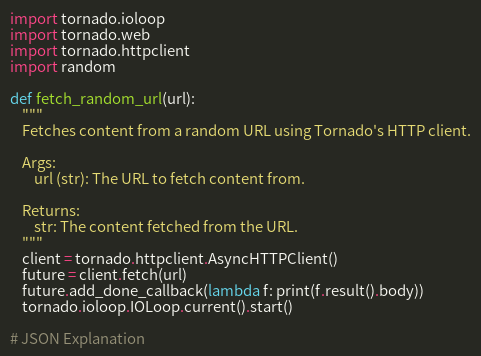 import tornado.ioloop
import tornado.web
import tornado.httpclient
import random

def fetch_random_url(url):
    """
    Fetches content from a random URL using Tornado's HTTP client.

    Args:
        url (str): The URL to fetch content from.

    Returns:
        str: The content fetched from the URL.
    """
    client = tornado.httpclient.AsyncHTTPClient()
    future = client.fetch(url)
    future.add_done_callback(lambda f: print(f.result().body))
    tornado.ioloop.IOLoop.current().start()

# JSON Explanation